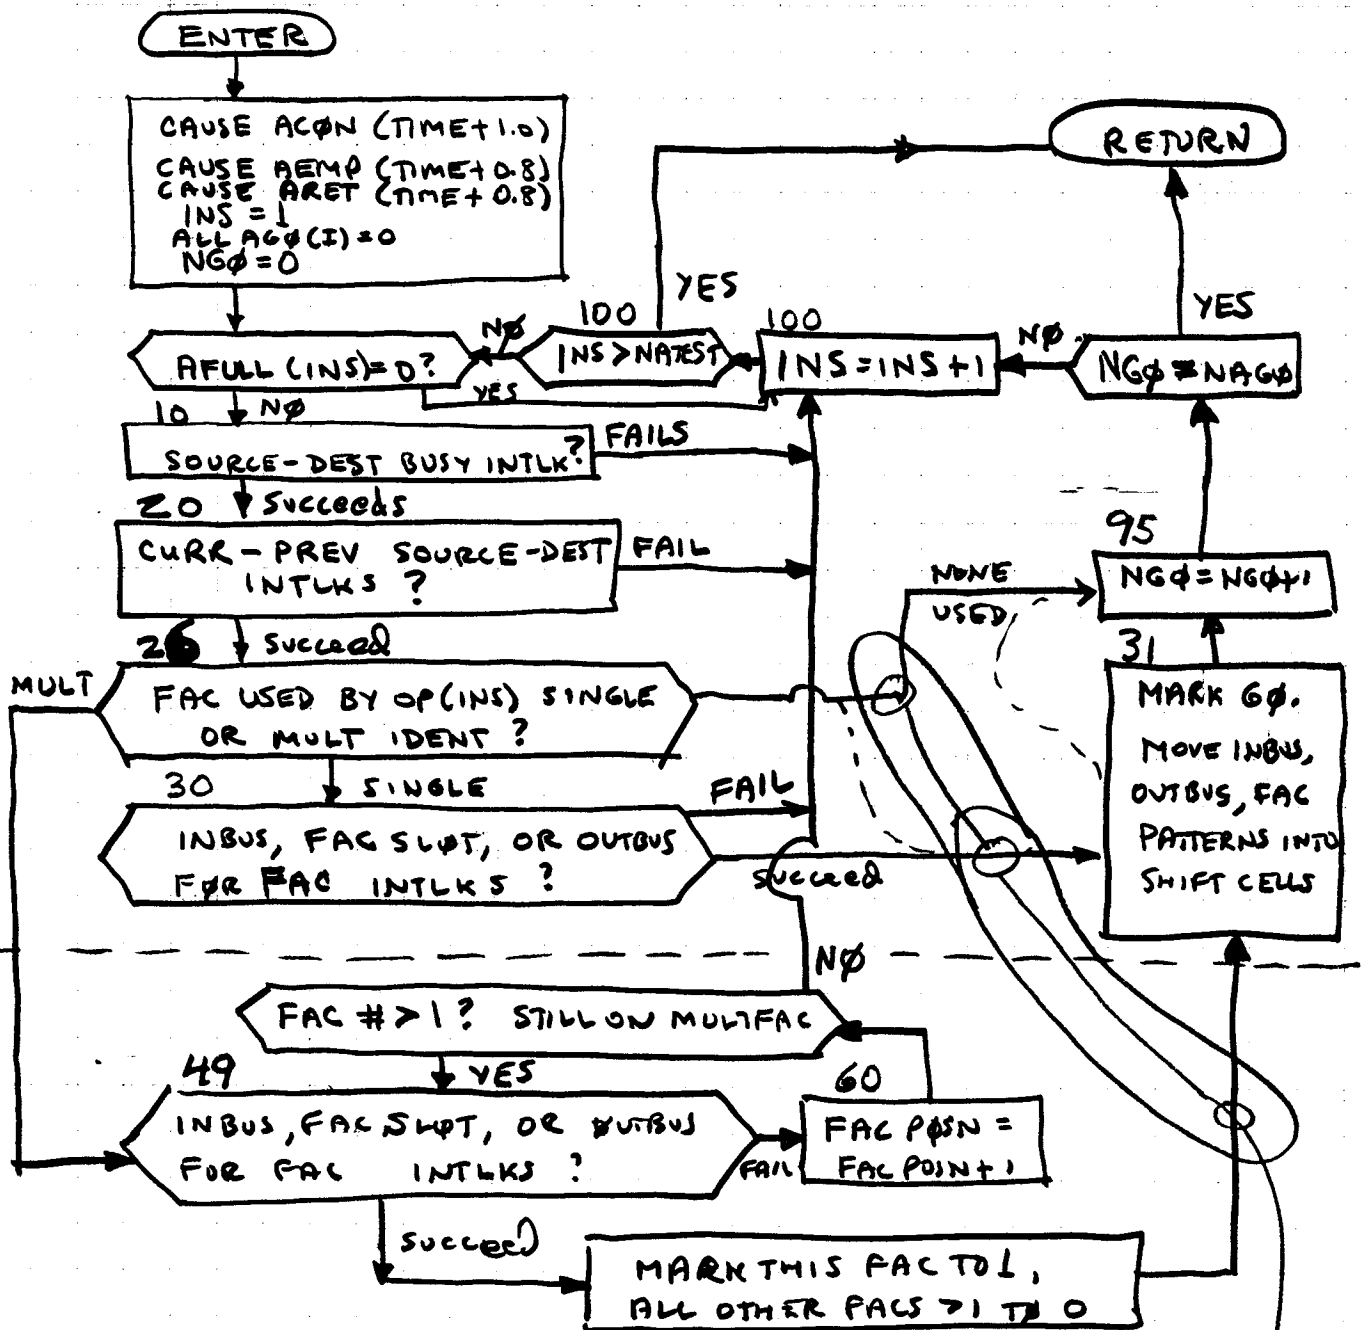 ENTER
CAUSE ACØN (TIME+1.0)
CAUSE AEMP (TIME+0.8)
CAUSE ARET (TIME+0.8)
INS = 1
ALL AGØ(I)=0
NGØ=0
RETURN
YES
YES
100
100
NØ
NØ.
AFULL (INS)=0?
INS>NATEST
INS=INS+1
NGØ=NAGØ
YES
10
NØ
SOURCE-DEST BUSY INTLK?
FAILS
20
Succeeds
CURR-PREV SOURCE-DEST
INTLKS ?
FAIL
95
NONE
USED
NGØ=NGØ+1
26
Succeed
31
MULT
FAC USED BY OP(INS) SINGLE
OR MULT IDENT ?
MARK GØ.
MOVE INBUS,
OUTBUS, FAC
PATTERNS INTO
SHIFT CELLS
30
SINGLE
FAIL
INBUS, FAC SLØT, OR OUTBUS
FØR FAC INTLKS ?
Succeed
NØ
FAC # > 1? STILL ON MULTFAC
49
YES
60
INBUS, FAC SLØT, OR ØUTBUS
FOR FAC INTLKS ?
FAIL
FAC PØSN =
FAC POSN+1
Succeed
MARK THIS FAC TO 1,
ALL OTHER FACS >1 TØ 0